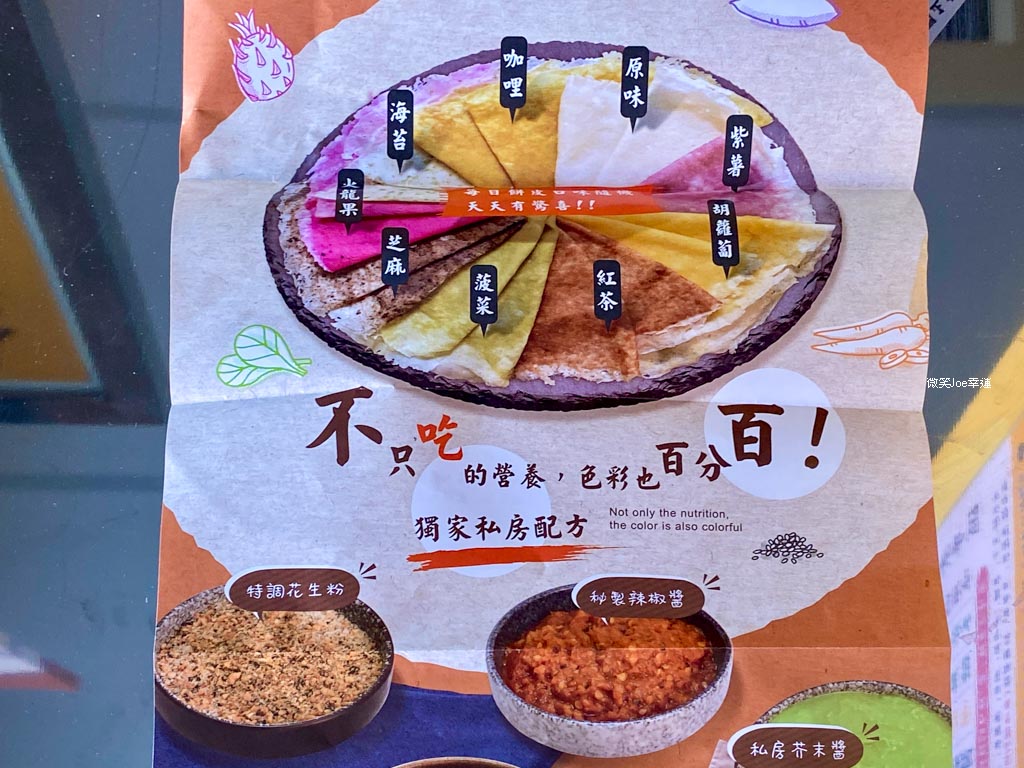 咖哩
原味
海苔
紫薯
火龍果
胡蘿蔔
芝麻
菠菜
紅茶
每日餅皮口味隨機
天天有驚喜!!
不只吃的營養，色彩也百分百！
Not only the nutrition,
the color is also colorful
獨家私房配方
特調花生粉
秘製辣椒醬
私房芥末醬
微笑Joe幸運